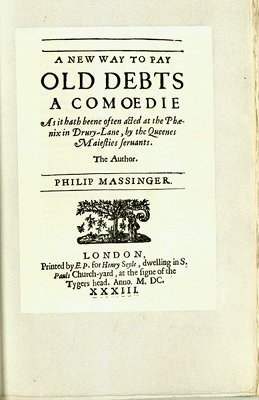 A NEW WAY TO PAY
OLD DEBTS
A COMOEDIE
As it hath beene often acted at the Phæ-
nix in Drury-Lane, by the Queenes
Maiesties seruants.
The Author.
PHILIP MASSINGER.
LONDON,
Printed by E.P. for Henry Seyle, dwelling in S.
Pauls Church-yard, at the signe of the
Tygers head. Anno. M. DC.
XXXIII.